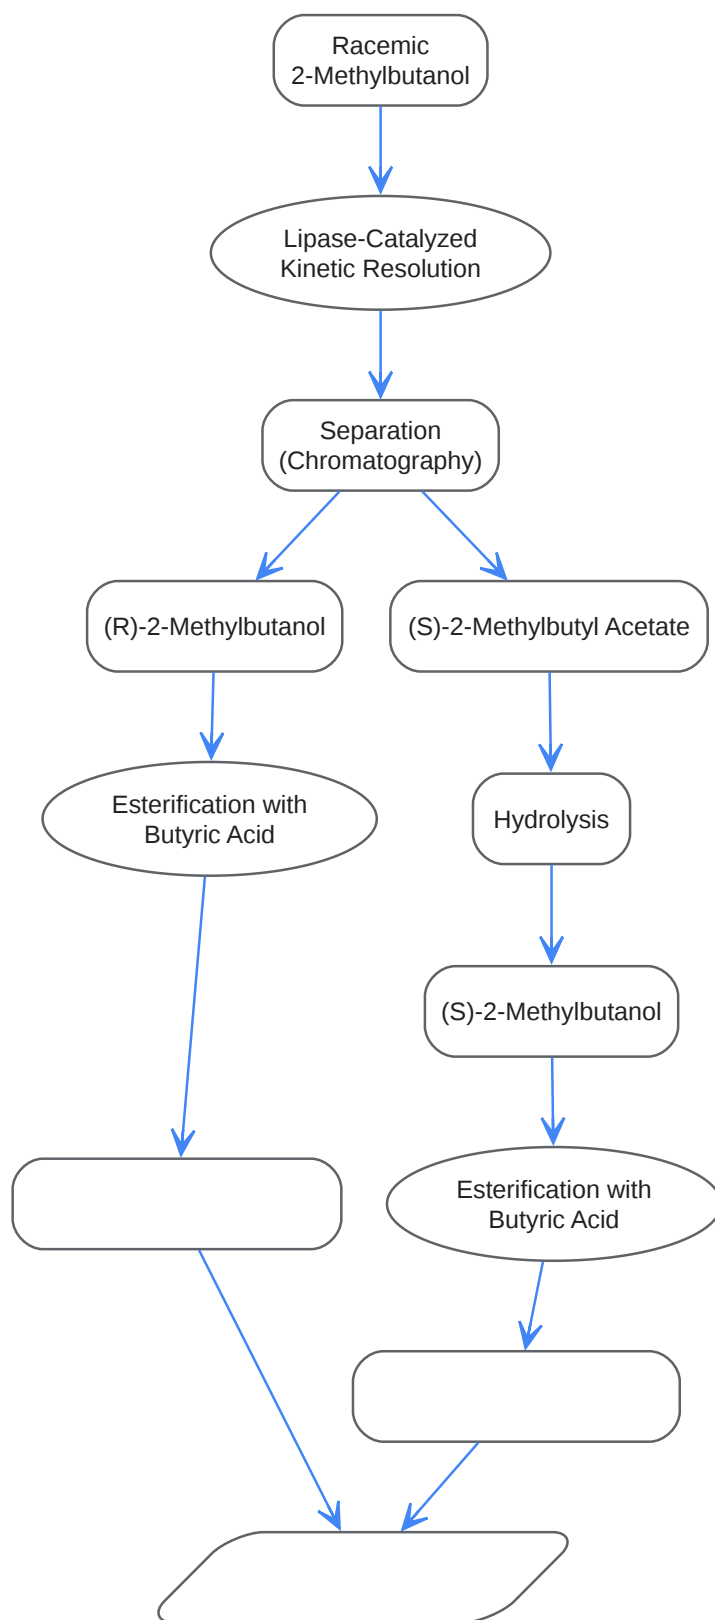 Racemic
2-Methylbutanol
Lipase-Catalyzed
Kinetic Resolution
Separation
(Chromatography)
(R)-2-Methylbutanol
(S)-2-Methylbutyl Acetate
Esterification with
Butyric Acid
Hydrolysis
(S)-2-Methylbutanol
Esterification with
Butyric Acid